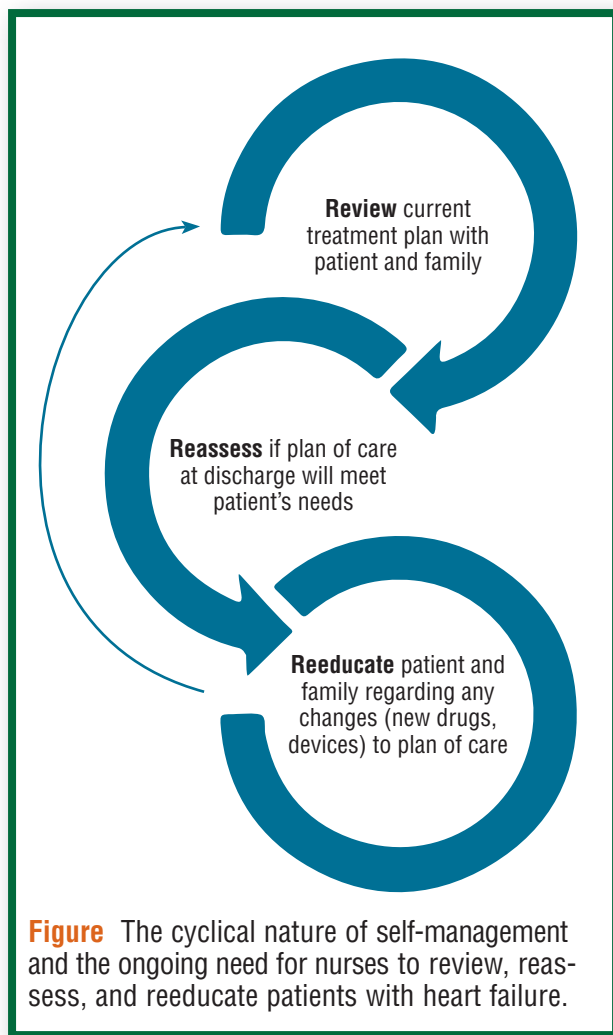 Review current
treatment plan with
patient and family
Reassess if plan of care
at discharge will meet
patient’s needs
Reeducate patient and
family regarding any
changes (new drugs,
devices) to plan of care
Figure The cyclical nature of self-management
and the ongoing need for nurses to review, reas-
sess, and reeducate patients with heart failure.